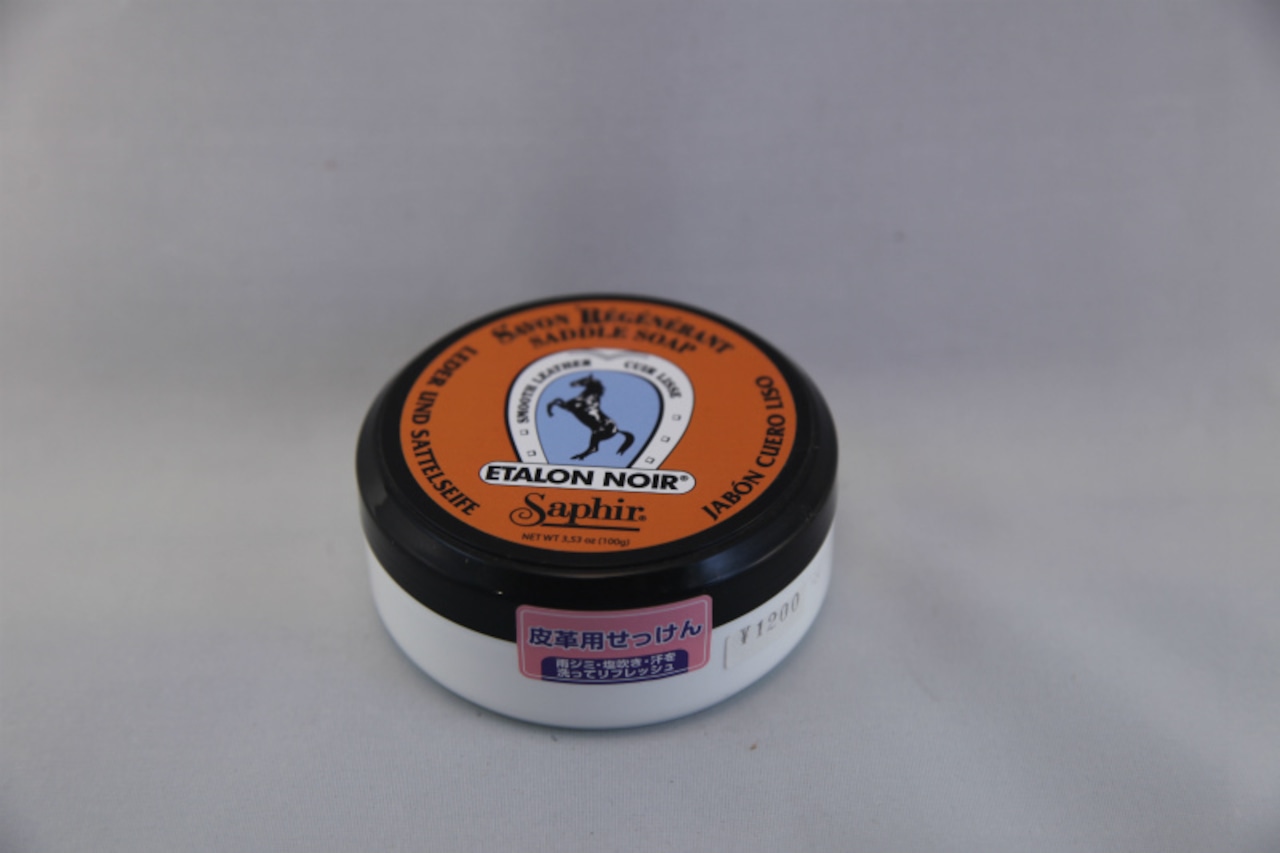 SAVON RÉGÉNÉRANT
SADDLE SOAP
LEDER UND SATTELSEIFE
JABÓN CUERO LISO
SMOOTH LEATHER
CUIR LISSE
ETALON NOIR®
Saphir®
NET WT 3,53 oz (100g)
皮革用せっけん
雨ジミ・塩吹き・汗を
洗ってリフレッシュ
¥1200